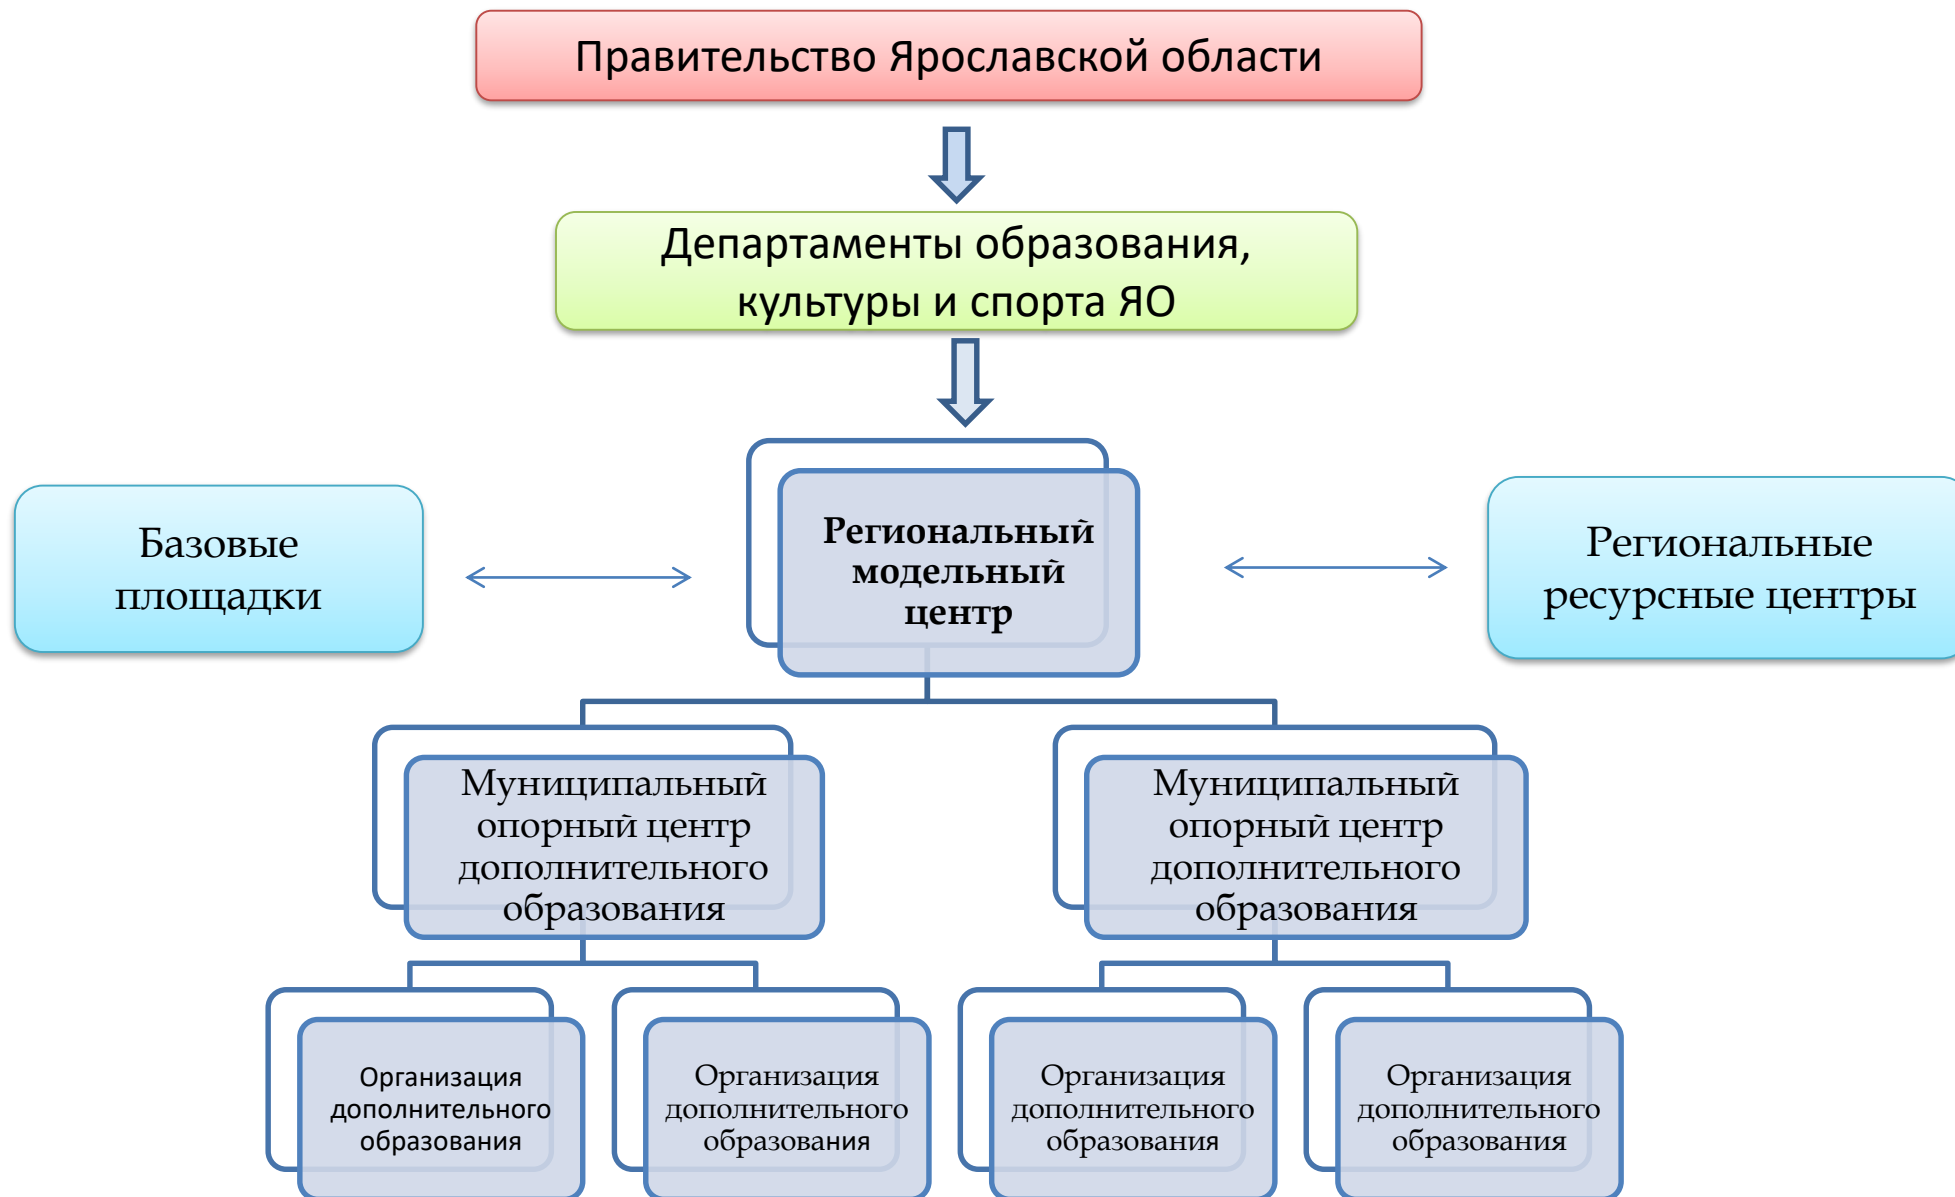 Правительство Ярославской области
Департаменты образования,
культуры и спорта ЯО
Базовые
площадки
Региональный
модельный
центр
Региональные
ресурсные центры
Муниципальный
опорный центр
дополнительного
образования
Муниципальный
опорный центр
дополнительного
образования
Организация
дополнительного
образования
Организация
дополнительного
образования
Организация
дополнительного
образования
Организация
дополнительного
образования